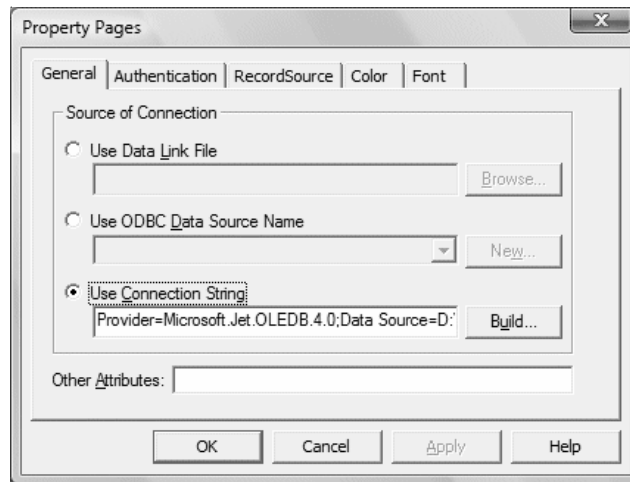 Property Pages
X
General Authentication RecordSource Color Font
Source of Connection
Use Data Link File
Browse...
Use ODBC Data Source Name
New...
Use Connection String
Provider=Microsoft.Jet.OLEDB.4.0;Data Source=D:\
Build...
Other Attributes:
OK Cancel Apply Help